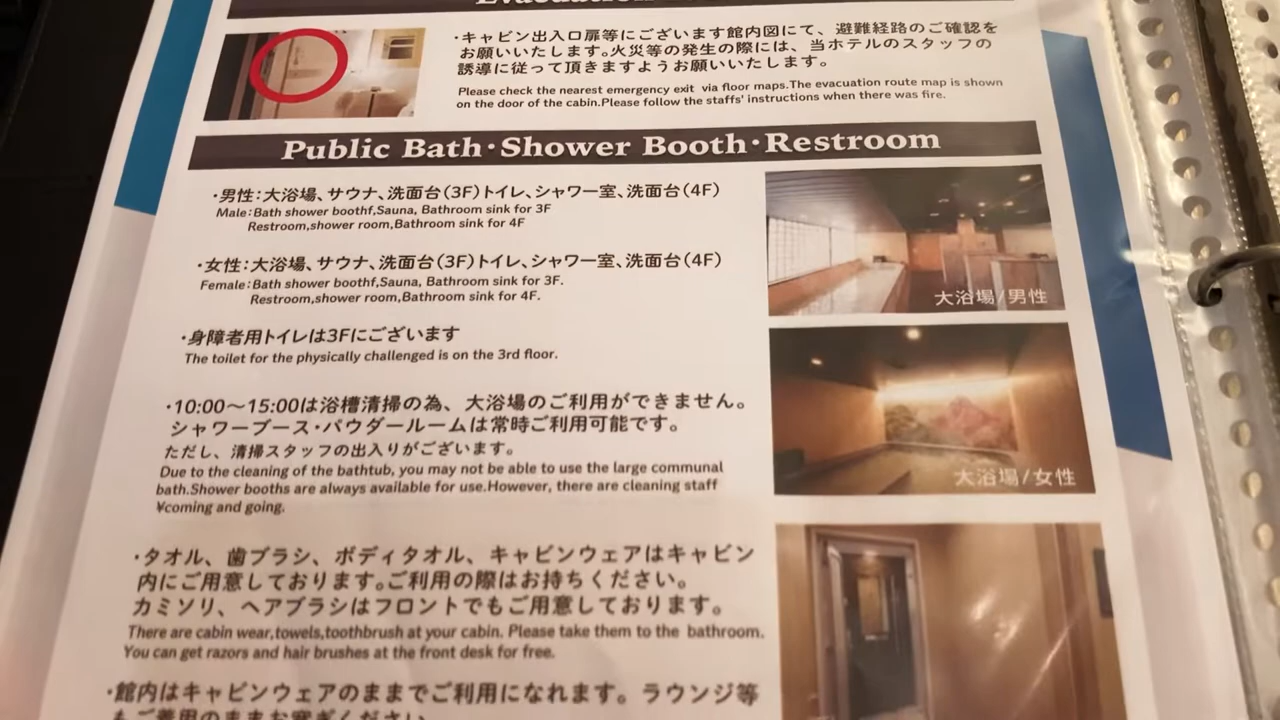 Evacuation
・キャビン出入口扉等にございます館内図にて、避難経路のご確認を
お願いいたします。火災等の発生の際には、当ホテルのスタッフの
誘導に従って頂きますようお願いいたします。
Please check the nearest emergency exit via floor maps.The evacuation route map is shown
on the door of the cabin.Please follow the staffs' instructions when there was fire.
Public Bath・Shower Booth・Restroom
・男性：大浴場、サウナ、洗面台(3F)トイレ、シャワー室、洗面台(4F)
Male：Bath shower boothf,Sauna, Bathroom sink for 3F
Restroom,shower room,Bathroom sink for 4F
大浴場/男性
・女性：大浴場、サウナ、洗面台(3F)トイレ、シャワー室、洗面台(4F)
Female：Bath shower boothf,Sauna, Bathroom sink for 3F.
Restroom,shower room,Bathroom sink for 4F.
・身障者用トイレは3Fにございます
The toilet for the physically challenged is on the 3rd floor.
・10:00～15:00は浴槽清掃の為、大浴場のご利用ができません。
シャワーブース・パウダールームは常時ご利用可能です。
ただし、清掃スタッフの出入りがございます。
Due to the cleaning of the bathtub, you may not be able to use the large communal
bath.Shower booths are always available for use.However, there are cleaning staff
¥coming and going.
大浴場/女性
・タオル、歯ブラシ、ボディタオル、キャビンウェアはキャビン
内にご用意しております。ご利用の際はお持ちください。
カミソリ、ヘアブラシはフロントでもご用意しております。
There are cabin wear,towels,toothbrush at your cabin. Please take them to the bathroom.
You can get razors and hair brushes at the front desk for free.
・館内はキャビンウェアのままでご利用になれます。ラウンジ等
もご着用のままお寛ぎください。